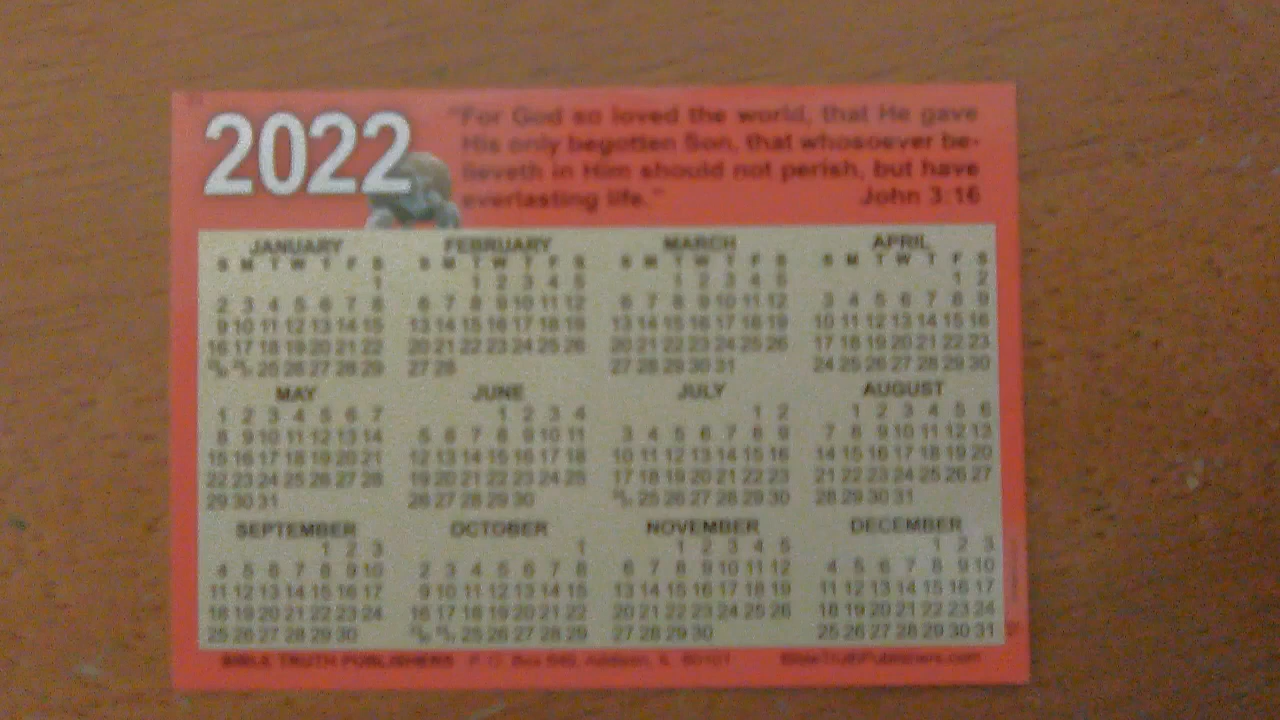 2022
"For God so loved the world, that He gave
His only begotten Son, that whosoever be-
lieveth in Him should not perish, but have
everlasting life."
John 3:16
JANUARY FEBRUARY MARCH APRIL
S M T W T F S S M T W T F S S M T W T F S S M T W T F S
1 1 2 3 4 5 1 2 3 4 5 1 2
2 3 4 5 6 7 8 6 7 8 9 10 11 12 6 7 8 9 10 11 12 3 4 5 6 7 8 9
9 10 11 12 13 14 15 13 14 15 16 17 18 19 13 14 15 16 17 18 19 10 11 12 13 14 15 16
16 17 18 19 20 21 22 20 21 22 23 24 25 26 20 21 22 23 24 25 26 17 18 19 20 21 22 23
23/30 24/31 25 26 27 28 29 27 28 27 28 29 30 31 24 25 26 27 28 29 30
MAY JUNE JULY AUGUST
1 2 3 4 5 6 7 1 2 3 4 1 2 1 2 3 4 5 6
8 9 10 11 12 13 14 5 6 7 8 9 10 11 3 4 5 6 7 8 9 7 8 9 10 11 12 13
15 16 17 18 19 20 21 12 13 14 15 16 17 18 10 11 12 13 14 15 16 14 15 16 17 18 19 20
22 23 24 25 26 27 28 19 20 21 22 23 24 25 17 18 19 20 21 22 23 21 22 23 24 25 26 27
29 30 31 26 27 28 29 30 24/31 25 26 27 28 29 30 28 29 30 31
SEPTEMBER OCTOBER NOVEMBER DECEMBER
1 2 3 1 1 2 3 4 5 1 2 3
4 5 6 7 8 9 10 2 3 4 5 6 7 8 6 7 8 9 10 11 12 4 5 6 7 8 9 10
11 12 13 14 15 16 17 9 10 11 12 13 14 15 13 14 15 16 17 18 19 11 12 13 14 15 16 17
18 19 20 21 22 23 24 16 17 18 19 20 21 22 20 21 22 23 24 25 26 18 19 20 21 22 23 24
25 26 27 28 29 30 23/30 24/31 25 26 27 28 29 27 28 29 30 25 26 27 28 29 30 31
BIBLE TRUTH PUBLISHERS P.O. Box 649, Addison, IL 60101 BibleTruthPublishers.com